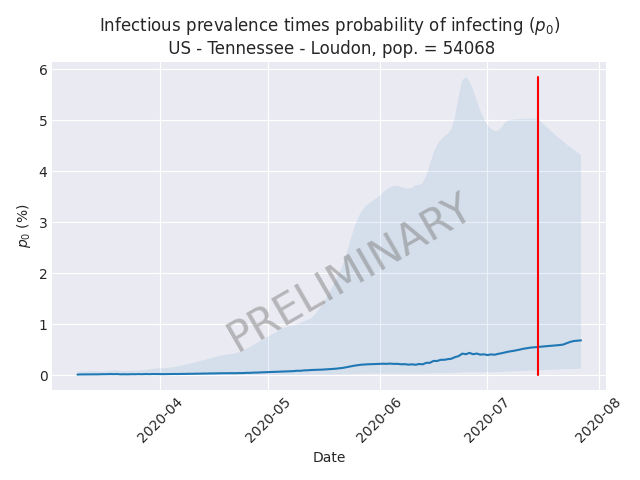 Infectious prevalence times probability of infecting (p₀)
US - Tennessee - Loudon, pop. = 54068
6
5
4
3
2
1
0
p₀ (%)
PRELIMINARY
2020-04
2020-05
2020-06
2020-07
2020-08
Date